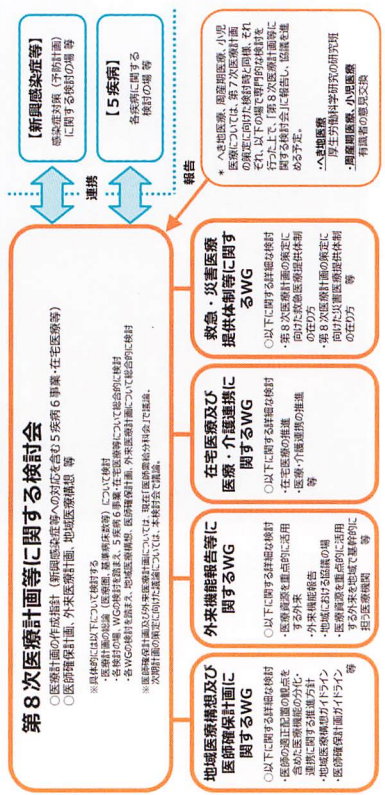 第8次医療計画等に関する検討会
○医療計画の作成指針（新興感染症等への対応を含む5疾病6事業・在宅医療等）
○医師確保計画、外来医療計画、地域医療構想　等
※具体的には以下について検討する
・医療計画の総論（医療圏、基準病床数等）について検討
・各検討の場、WGの検討を踏まえ、5疾病6事業・在宅医療等について総合的に検討
・各WGの検討を踏まえ、地域医療構想、医師確保計画、外来医療計画について総合的に検討
※医師確保計画及び外来医療計画については、現在「医師需給分科会」で議論。
次期計画の策定に向けた議論については、本検討会で議論。
連携
【新興感染症等】
感染症対策（予防計画）
に関する検討の場　等
【5疾病】
各疾病に関する
検討の場　等
報告
地域医療構想及び
医師確保計画に
関するWG
○以下に関する詳細な検討
・医師の適正配置の観点を
含めた医療機能の分化・
連携に関する推進方針
・地域医療構想ガイドライン
・医師確保計画ガイドライン
等
外来機能報告等に
関するWG
○以下に関する詳細な検討
・医療資源を重点的に活用
する外来
・外来機能報告
・地域における協議の場
・医療資源を重点的に活用
する外来を地域で基幹的に
担う医療機関　等
在宅医療及び
医療・介護連携に
関するWG
○以下に関する詳細な検討
・在宅医療の推進
・医療・介護連携の推進
等
救急・災害医療
提供体制等に関す
るWG
○以下に関する詳細な検討
・第8次医療計画の策定に
向けた救急医療提供体制
の在り方
・第8次医療計画の策定に
向けた災害医療提供体制
の在り方　等
＊ へき地医療、周産期医療、小児
医療については、第7次医療計画
の策定に向けた検討時と同様、それ
ぞれ、以下の場で専門的な検討を
行った上で、「第8次医療計画等に
関する検討会」に報告し、協議を進
める予定。
・へき地医療
厚生労働科学研究の研究班
・周産期医療、小児医療
有識者の意見交換